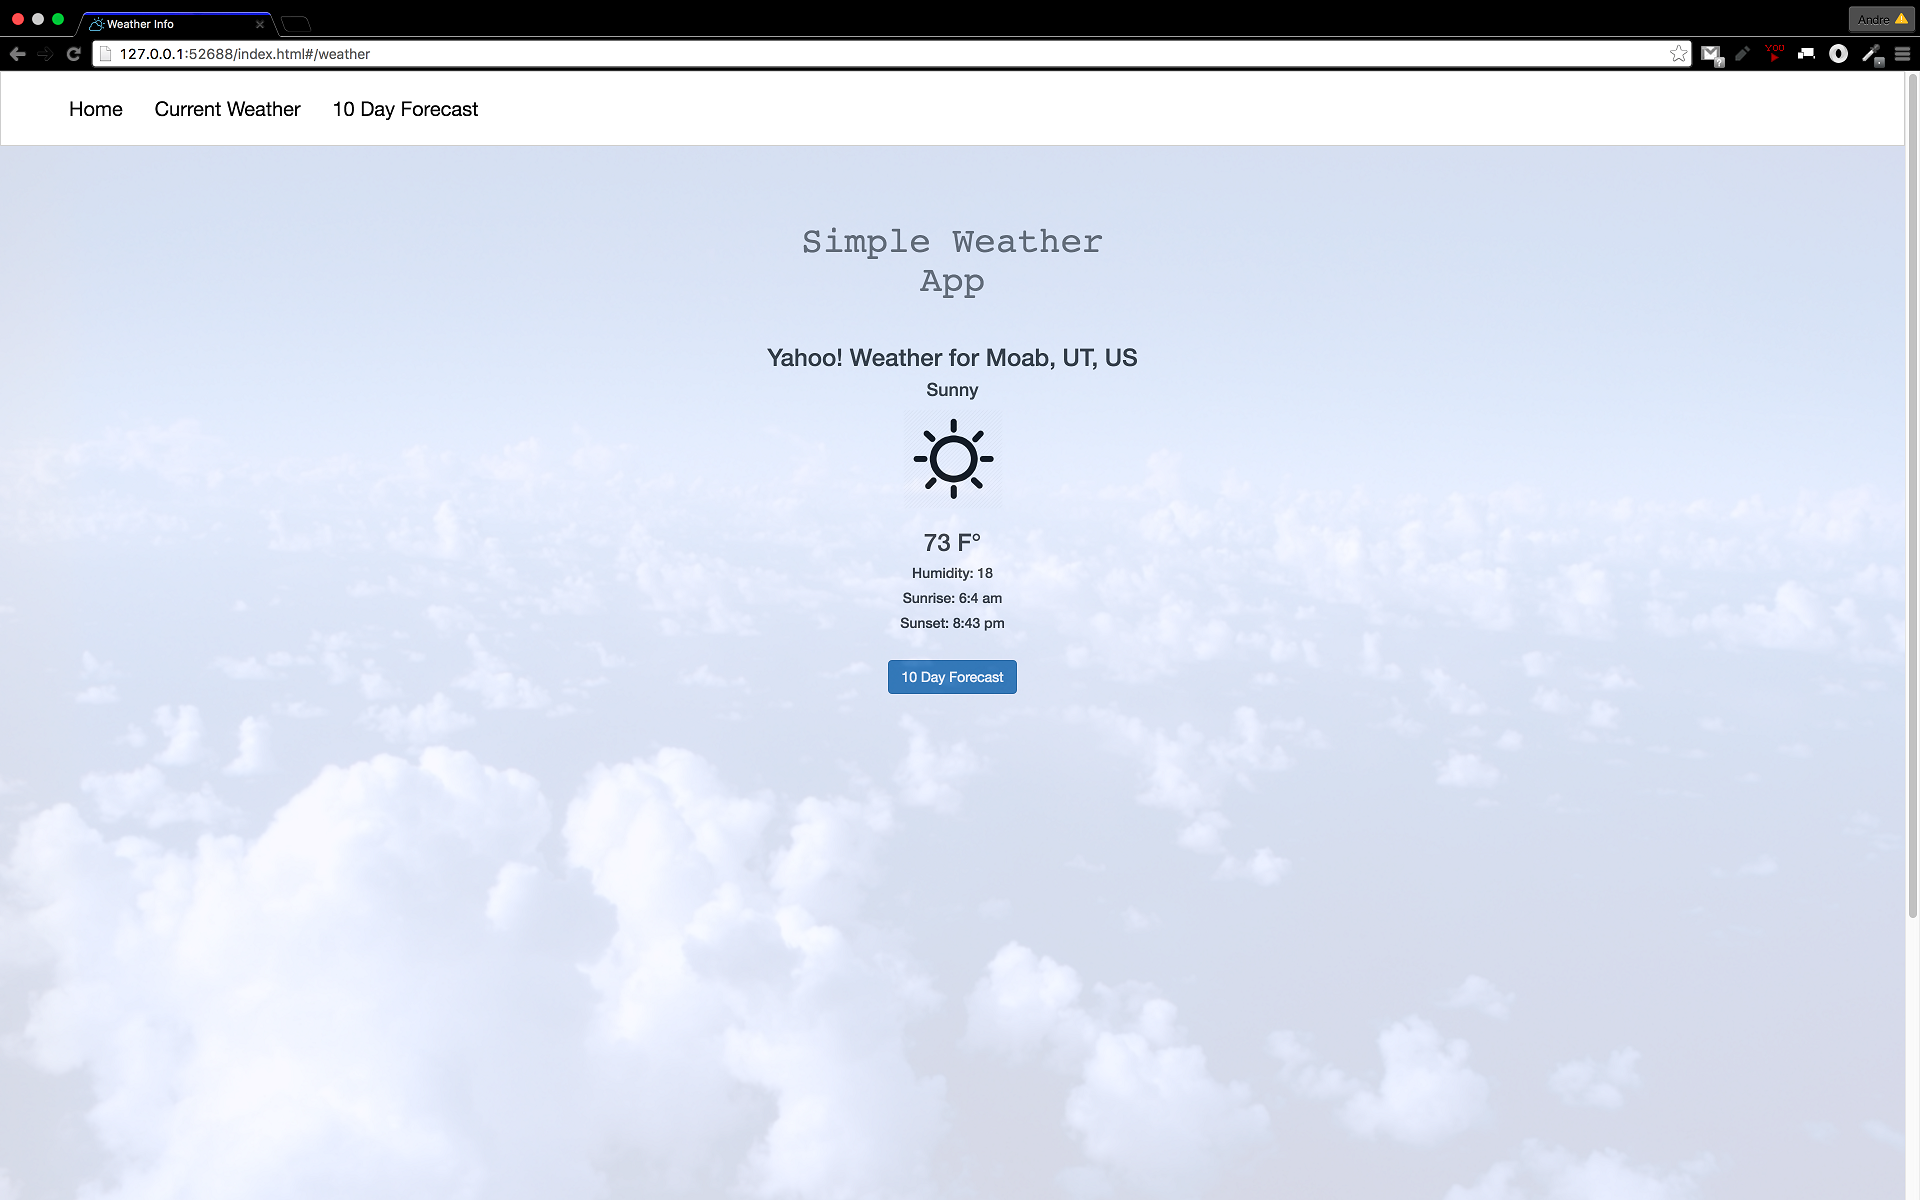 Weather Info
Andre
127.0.0.1:52688/index.html#/weather
Home Current Weather 10 Day Forecast
Simple Weather
App
Yahoo! Weather for Moab, UT, US
Sunny
73 F°
Humidity: 18
Sunrise: 6:4 am
Sunset: 8:43 pm
10 Day Forecast